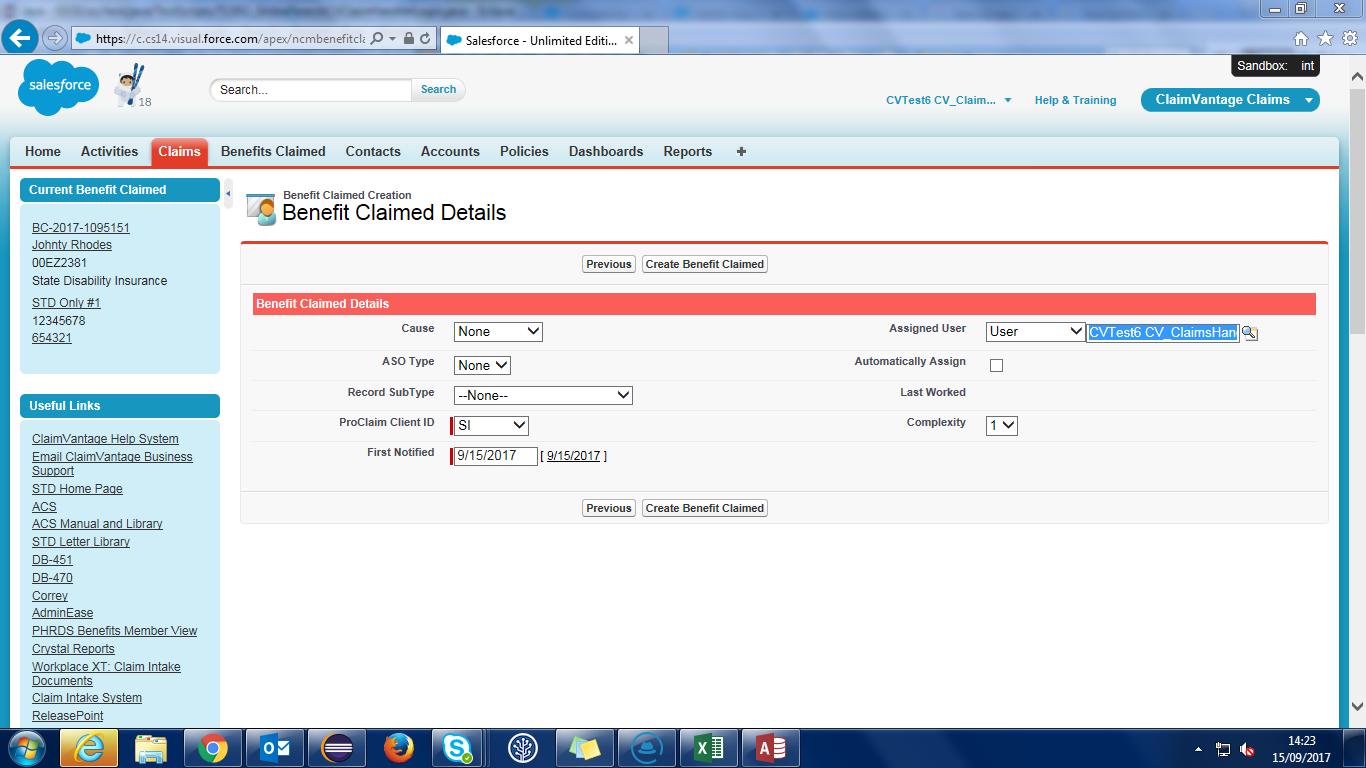 https://c.cs14.visual.force.com/apex/ncmbenefitcl
Salesforce - Unlimited Editi...
Sandbox: int
salesforce
18
Search...
Search
CVTest6 CV_Claim...
Help & Training
ClaimVantage Claims
Home
Activities
Claims
Benefits Claimed
Contacts
Accounts
Policies
Dashboards
Reports
+
Current Benefit Claimed
BC-2017-1095151
Johnty Rhodes
00EZ2381
State Disability Insurance
STD Only #1
12345678
654321
Useful Links
ClaimVantage Help System
Email ClaimVantage Business
Support
STD Home Page
ACS
ACS Manual and Library
STD Letter Library
DB-451
DB-470
Correy
AdminEase
PHRDS Benefits Member View
Crystal Reports
Workplace XT: Claim Intake
Documents
Claim Intake System
ReleasePoint
Benefit Claimed Creation
Benefit Claimed Details
Previous
Create Benefit Claimed
Benefit Claimed Details
Cause
None
Assigned User
User
CVTest6 CV_ClaimsHan
ASO Type
None
Automatically Assign
Record SubType
--None--
Last Worked
ProClaim Client ID
SI
Complexity
1
First Notified
9/15/2017
[ 9/15/2017 ]
Previous
Create Benefit Claimed
14:23
15/09/2017